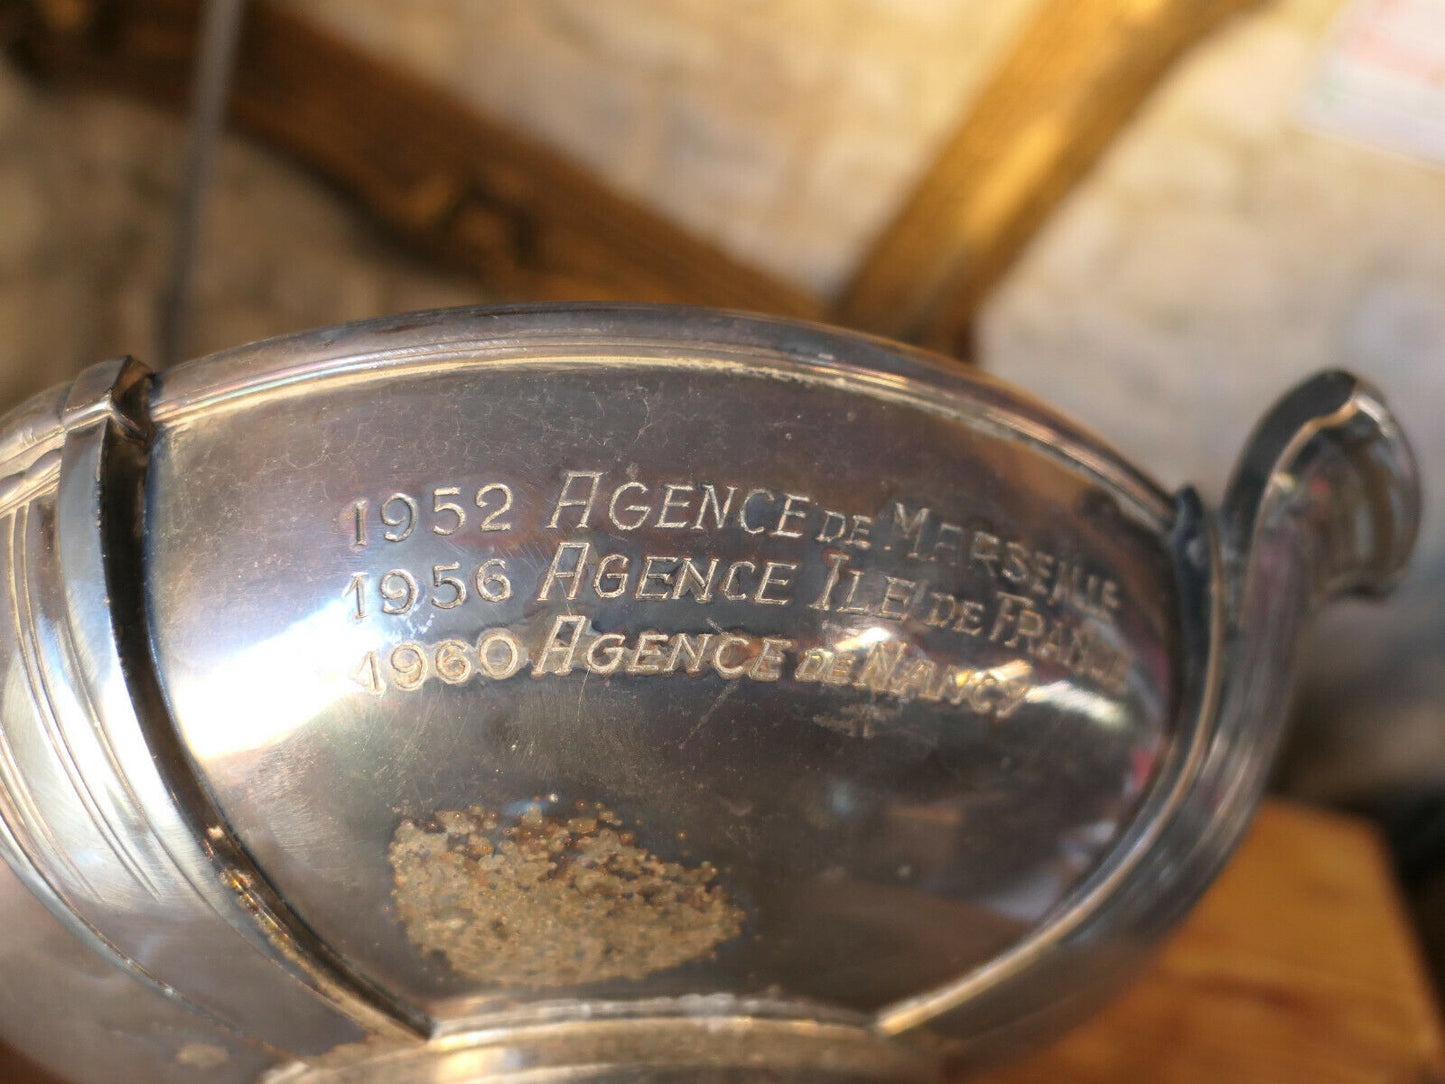 1952 AGENCE DE MARSEILLE
1956 AGENCE ILE DE FRANCE
1960 AGENCE DE NANCY